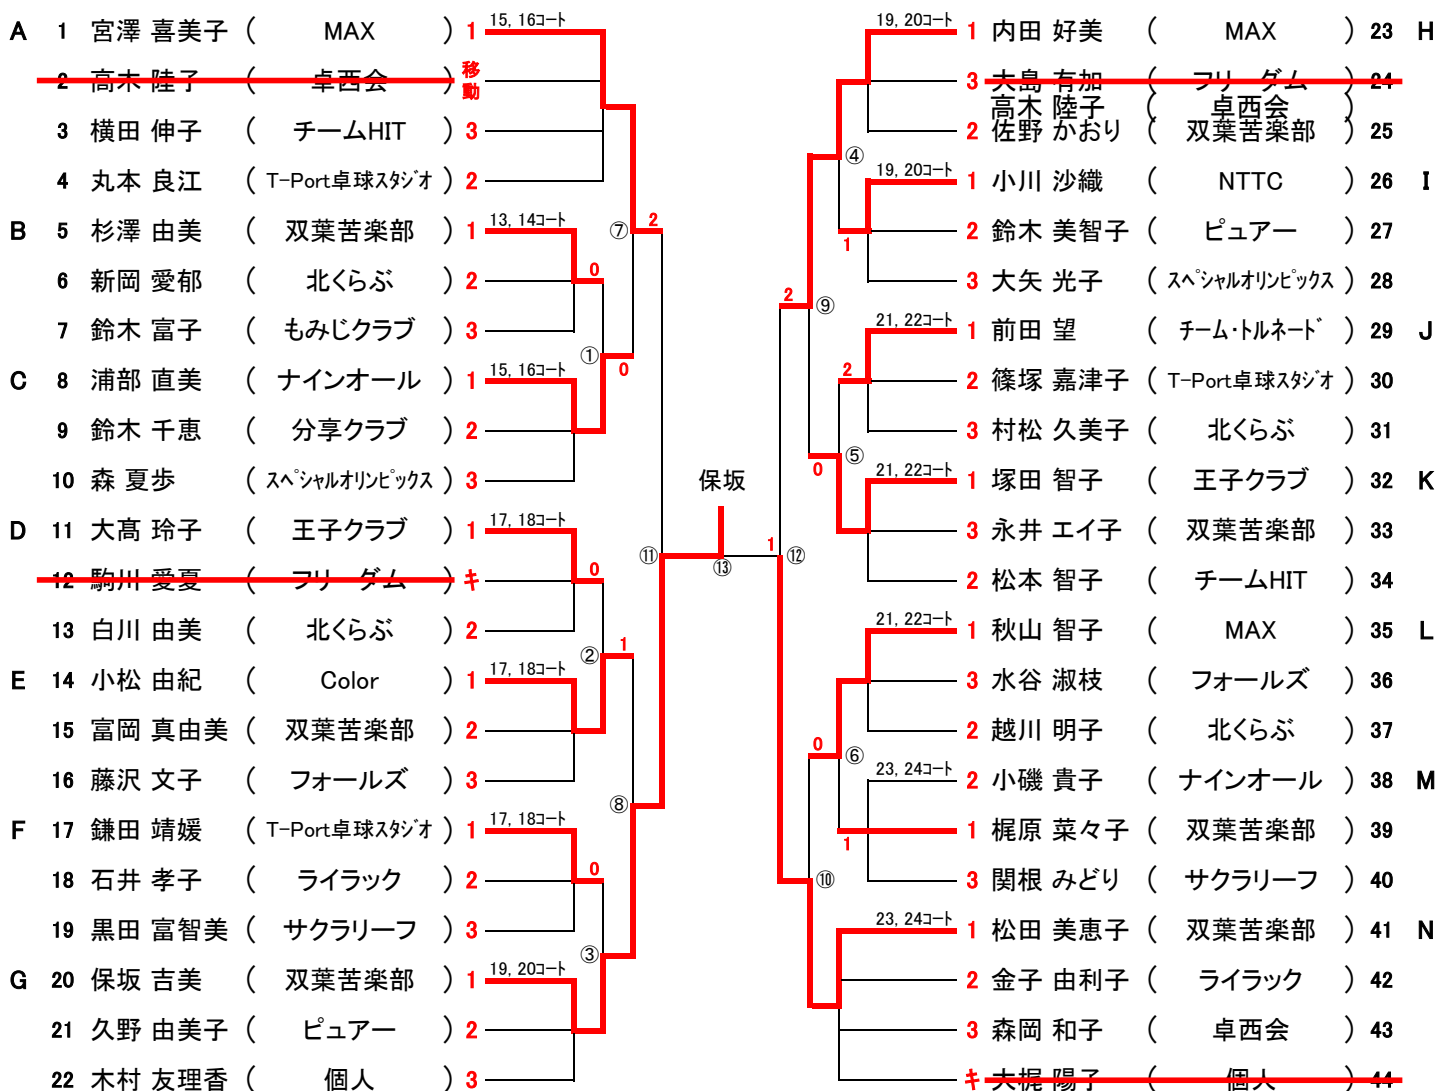 A 1 宮澤 喜美子 ( MAX ) 1 15, 16コート
2 高木 陸子 ( 卓西会 ) 移動
3 横田 伸子 ( チームHIT ) 3
4 丸本 良江 ( T-Port卓球スタジオ ) 2
B 5 杉澤 由美 ( 双葉苦楽部 ) 1 13, 14コート ⑦ 2
6 新岡 愛郁 ( 北くらぶ ) 2 0
7 鈴木 富子 ( もみじクラブ ) 3
① 0
C 8 浦部 直美 ( ナインオール ) 1 15, 16コート
9 鈴木 千恵 ( 分享クラブ ) 2
10 森 夏歩 ( スペシャルオリンピックス ) 3
D 11 大髙 玲子 ( 王子クラブ ) 1 17, 18コート
⑪
12 駒川 愛夏 ( フリーダム ) キ 0
13 白川 由美 ( 北くらぶ ) 2
② 1
E 14 小松 由紀 ( Color ) 1 17, 18コート
15 富岡 真由美 ( 双葉苦楽部 ) 2
16 藤沢 文子 ( フォールズ ) 3
⑧
F 17 鎌田 靖媛 ( T-Port卓球スタジオ ) 1 17, 18コート
18 石井 孝子 ( ライラック ) 2 0
19 黒田 富智美 ( サクラリーフ ) 3
③
G 20 保坂 吉美 ( 双葉苦楽部 ) 1 19, 20コート
21 久野 由美子 ( ピュアー ) 2
22 木村 友理香 ( 個人 ) 3
保坂
⑬
19, 20コート 1 内田 好美 ( MAX ) 23 H
3 大島 有加 ( フリーダム ) 24
高木 陸子 ( 卓西会 )
2 佐野 かおり ( 双葉苦楽部 ) 25
④
19, 20コート 1 小川 沙織 ( NTTC ) 26 I
1 2 鈴木 美智子 ( ピュアー ) 27
3 大矢 光子 ( スペシャルオリンピックス ) 28
2 ⑨
21, 22コート 1 前田 望 ( チーム・トルネード ) 29 J
2 2 篠塚 嘉津子 ( T-Port卓球スタジオ ) 30
3 村松 久美子 ( 北くらぶ ) 31
0 ⑤
21, 22コート 1 塚田 智子 ( 王子クラブ ) 32 K
3 永井 エイ子 ( 双葉苦楽部 ) 33
1 ⑫
2 松本 智子 ( チームHIT ) 34
21, 22コート 1 秋山 智子 ( MAX ) 35 L
3 水谷 淑枝 ( フォールズ ) 36
2 越川 明子 ( 北くらぶ ) 37
0 ⑥
23, 24コート 2 小磯 貴子 ( ナインオール ) 38 M
1 1 梶原 菜々子 ( 双葉苦楽部 ) 39
⑩ 3 関根 みどり ( サクラリーフ ) 40
23, 24コート 1 松田 美恵子 ( 双葉苦楽部 ) 41 N
2 金子 由利子 ( ライラック ) 42
3 森岡 和子 ( 卓西会 ) 43
キ 大梶 陽子 ( 個人 ) 44